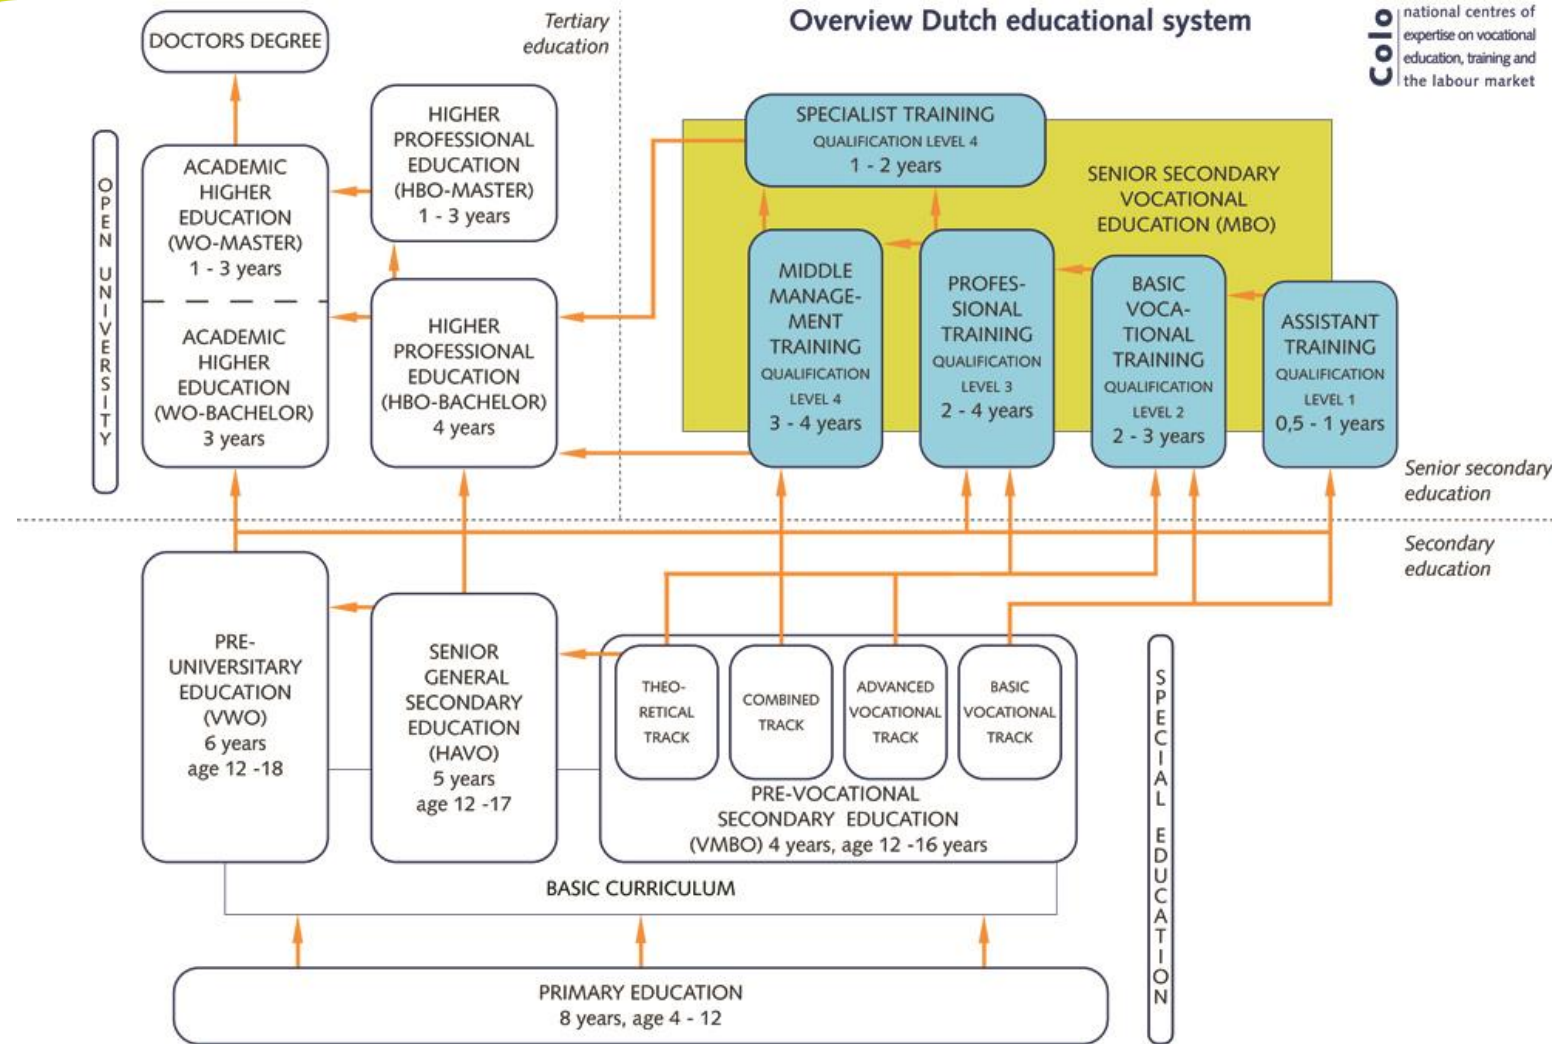 Overview Dutch educational system
Colo
national centres of
expertise on vocational
education, training and
the labour market
Tertiary
education
DOCTORS DEGREE
OPEN UNIVERSITY
ACADEMIC
HIGHER
EDUCATION
(WO-MASTER)
1 - 3 years
ACADEMIC
HIGHER
EDUCATION
(WO-BACHELOR)
3 years
HIGHER
PROFESSIONAL
EDUCATION
(HBO-MASTER)
1 - 3 years
HIGHER
PROFESSIONAL
EDUCATION
(HBO-BACHELOR)
4 years
SPECIALIST TRAINING
QUALIFICATION LEVEL 4
1 - 2 years
SENIOR SECONDARY
VOCATIONAL
EDUCATION (MBO)
MIDDLE
MANAGE-
MENT
TRAINING
QUALIFICATION
LEVEL 4
3 - 4 years
PROFES-
SIONAL
TRAINING
QUALIFICATION
LEVEL 3
2 - 4 years
BASIC
VOCA-
TIONAL
TRAINING
QUALIFICATION
LEVEL 2
2 - 3 years
ASSISTANT
TRAINING
QUALIFICATION
LEVEL 1
0,5 - 1 years
Senior secondary
education
Secondary
education
PRE-
UNIVERSITARY
EDUCATION
(VWO)
6 years
age 12 -18
SENIOR
GENERAL
SECONDARY
EDUCATION
(HAVO)
5 years
age 12 -17
THEO-
RETICAL
TRACK
COMBINED
TRACK
ADVANCED
VOCATIONAL
TRACK
BASIC
VOCATIONAL
TRACK
PRE-VOCATIONAL
SECONDARY EDUCATION
(VMBO) 4 years, age 12 -16 years
SPECIAL EDUCATION
BASIC CURRICULUM
PRIMARY EDUCATION
8 years, age 4 - 12